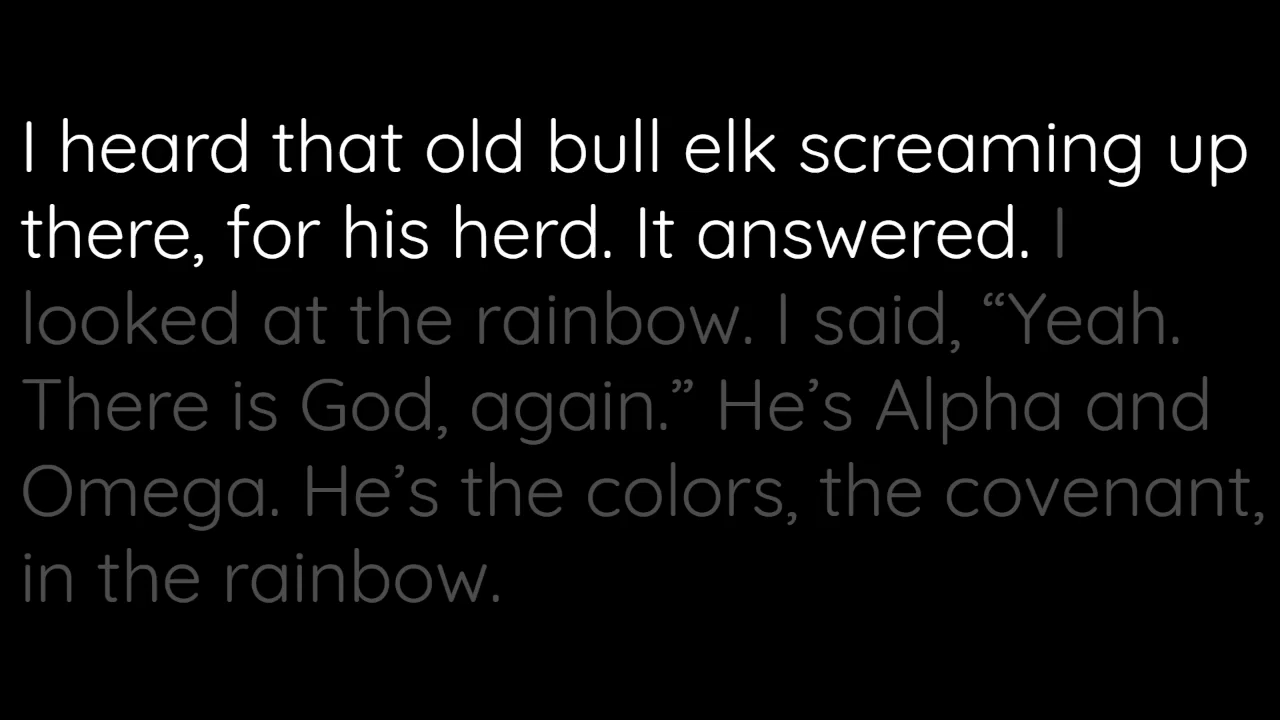 I heard that old bull elk screaming up
there, for his herd. It answered. I
looked at the rainbow. I said, “Yeah.
There is God, again.” He’s Alpha and
Omega. He’s the colors, the covenant,
in the rainbow.